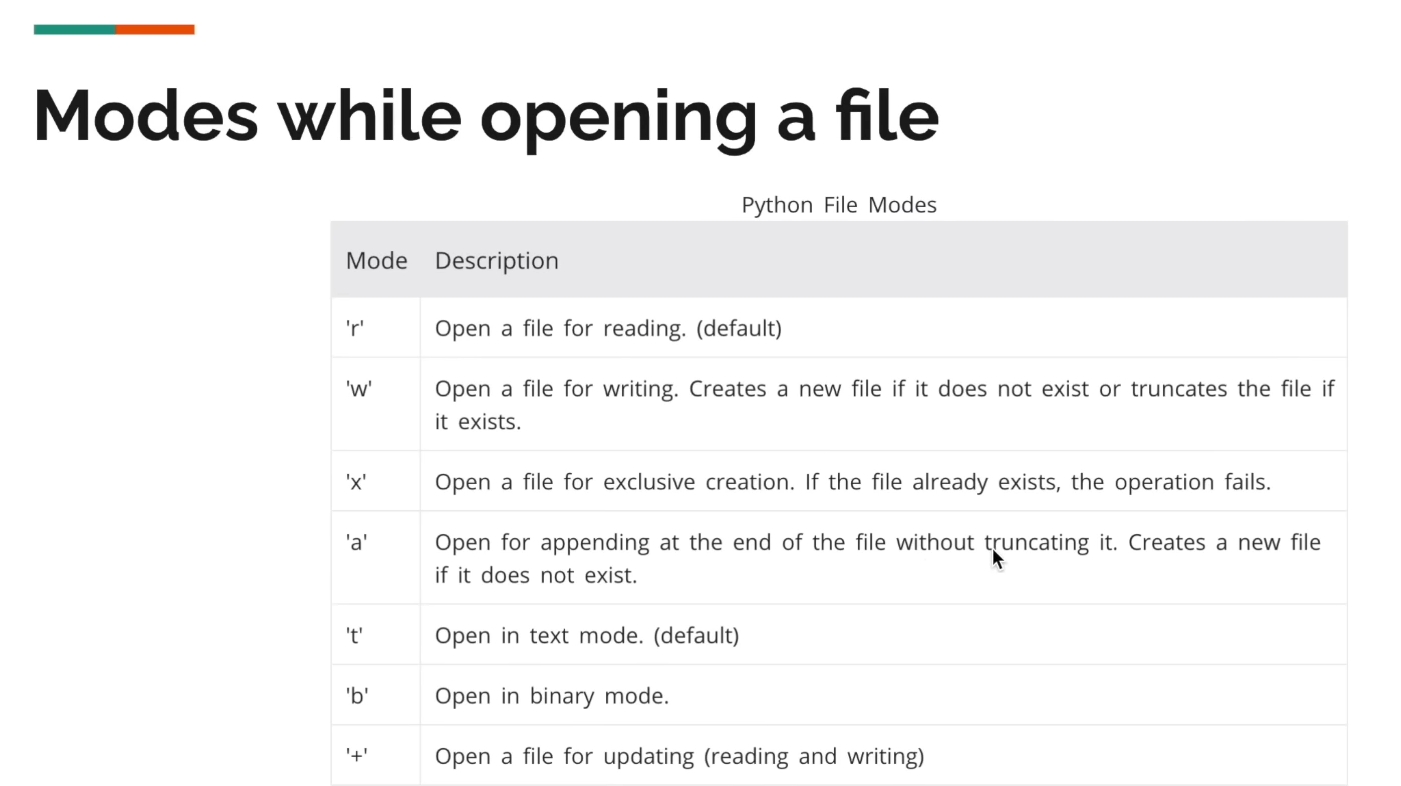 Modes while opening a file
Python File Modes
Mode Description
'r' Open a file for reading. (default)
'w' Open a file for writing. Creates a new file if it does not exist or truncates the file if
it exists.
'x' Open a file for exclusive creation. If the file already exists, the operation fails.
'a' Open for appending at the end of the file without truncating it. Creates a new file
if it does not exist.
't' Open in text mode. (default)
'b' Open in binary mode.
'+' Open a file for updating (reading and writing)